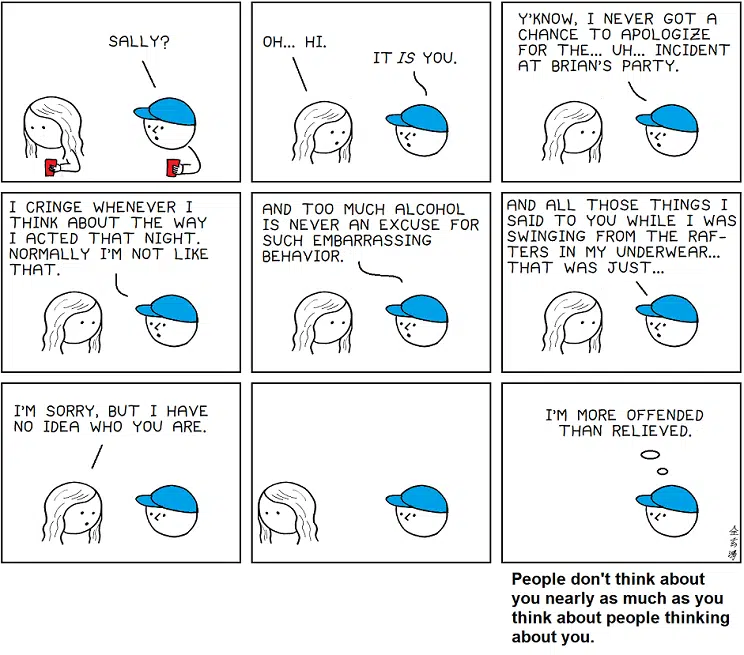 SALLY?
OH... HI.
IT IS YOU.
Y'KNOW, I NEVER GOT A
CHANCE TO APOLOGIZE
FOR THE... UH... INCIDENT
AT BRIAN'S PARTY.
I CRINGE WHENEVER I
THINK ABOUT THE WAY
I ACTED THAT NIGHT.
NORMALLY I'M NOT LIKE
THAT.
AND TOO MUCH ALCOHOL
IS NEVER AN EXCUSE FOR
SUCH EMBARRASSING
BEHAVIOR.
AND ALL THOSE THINGS I
SAID TO YOU WHILE I WAS
SWINGING FROM THE RAF-
TERS IN MY UNDERWEAR...
THAT WAS JUST...
I'M SORRY, BUT I HAVE
NO IDEA WHO YOU ARE.
I'M MORE OFFENDED
THAN RELIEVED.
People don't think about
you nearly as much as you
think about people thinking
about you.